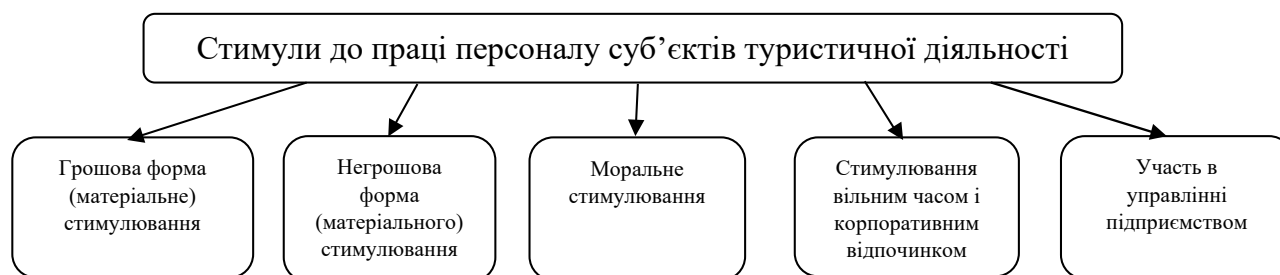 Стимули до праці персоналу суб’єктів туристичної діяльності
Грошова форма
(матеріальне)
стимулювання
Негрошова
форма
(матеріального)
стимулювання
Моральне
стимулювання
Стимулювання
вільним часом і
корпоративним
відпочинком
Участь в
управлінні
підприємством